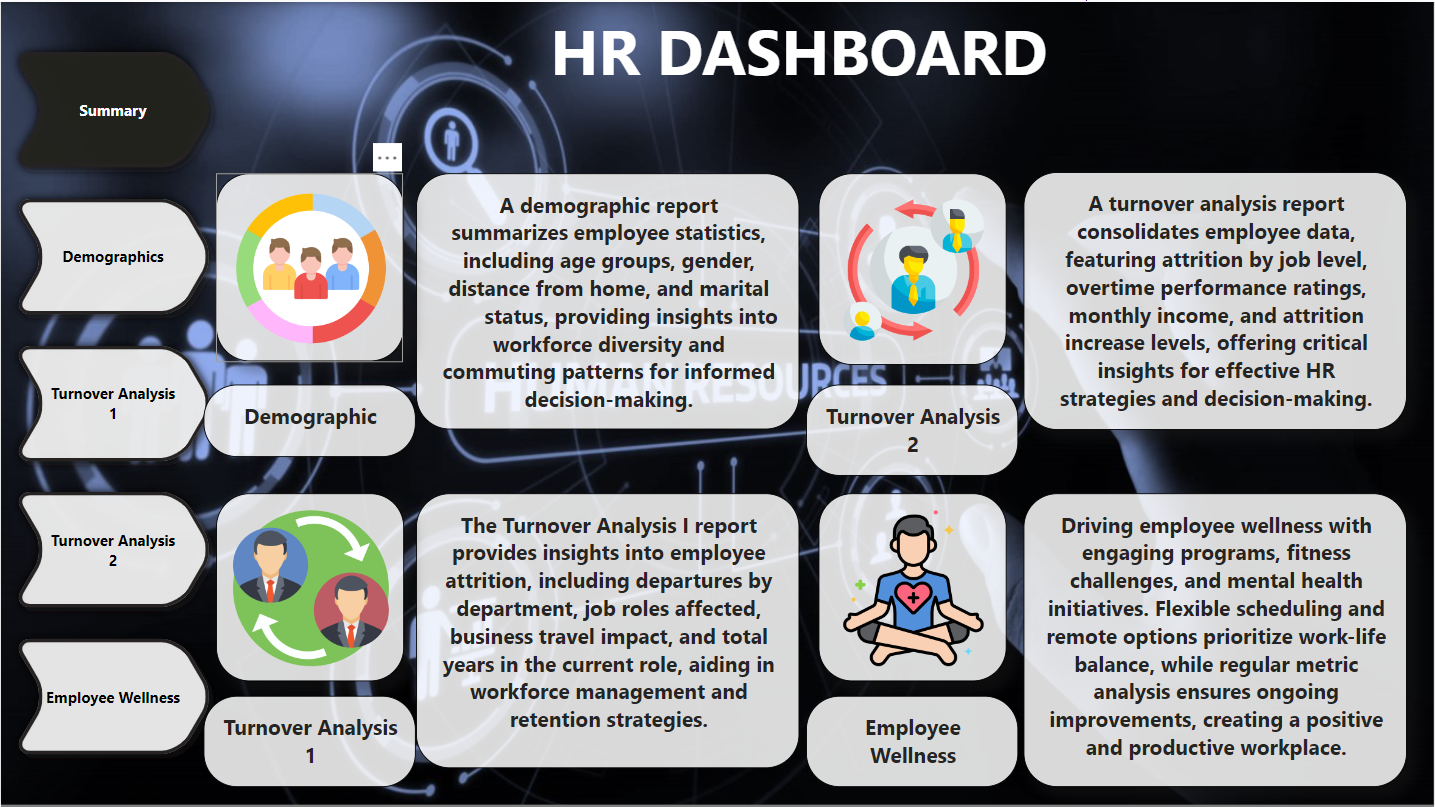 HR DASHBOARD
Summary
Demographics
Turnover Analysis
1
Turnover Analysis
2
Employee Wellness
A demographic report
summarizes employee statistics,
including age groups, gender,
distance from home, and marital
status, providing insights into
workforce diversity and
commuting patterns for informed
decision-making.
Demographic
A turnover analysis report
consolidates employee data,
featuring attrition by job level,
overtime performance ratings,
monthly income, and attrition
increase levels, offering critical
insights for effective HR
strategies and decision-making.
Turnover Analysis
2
HUMAN RESOURCES
The Turnover Analysis I report
provides insights into employee
attrition, including departures by
department, job roles affected,
business travel impact, and total
years in the current role, aiding in
workforce management and
retention strategies.
Turnover Analysis
1
Driving employee wellness with
engaging programs, fitness
challenges, and mental health
initiatives. Flexible scheduling and
remote options prioritize work-life
balance, while regular metric
analysis ensures ongoing
improvements, creating a positive
and productive workplace.
Employee
Wellness